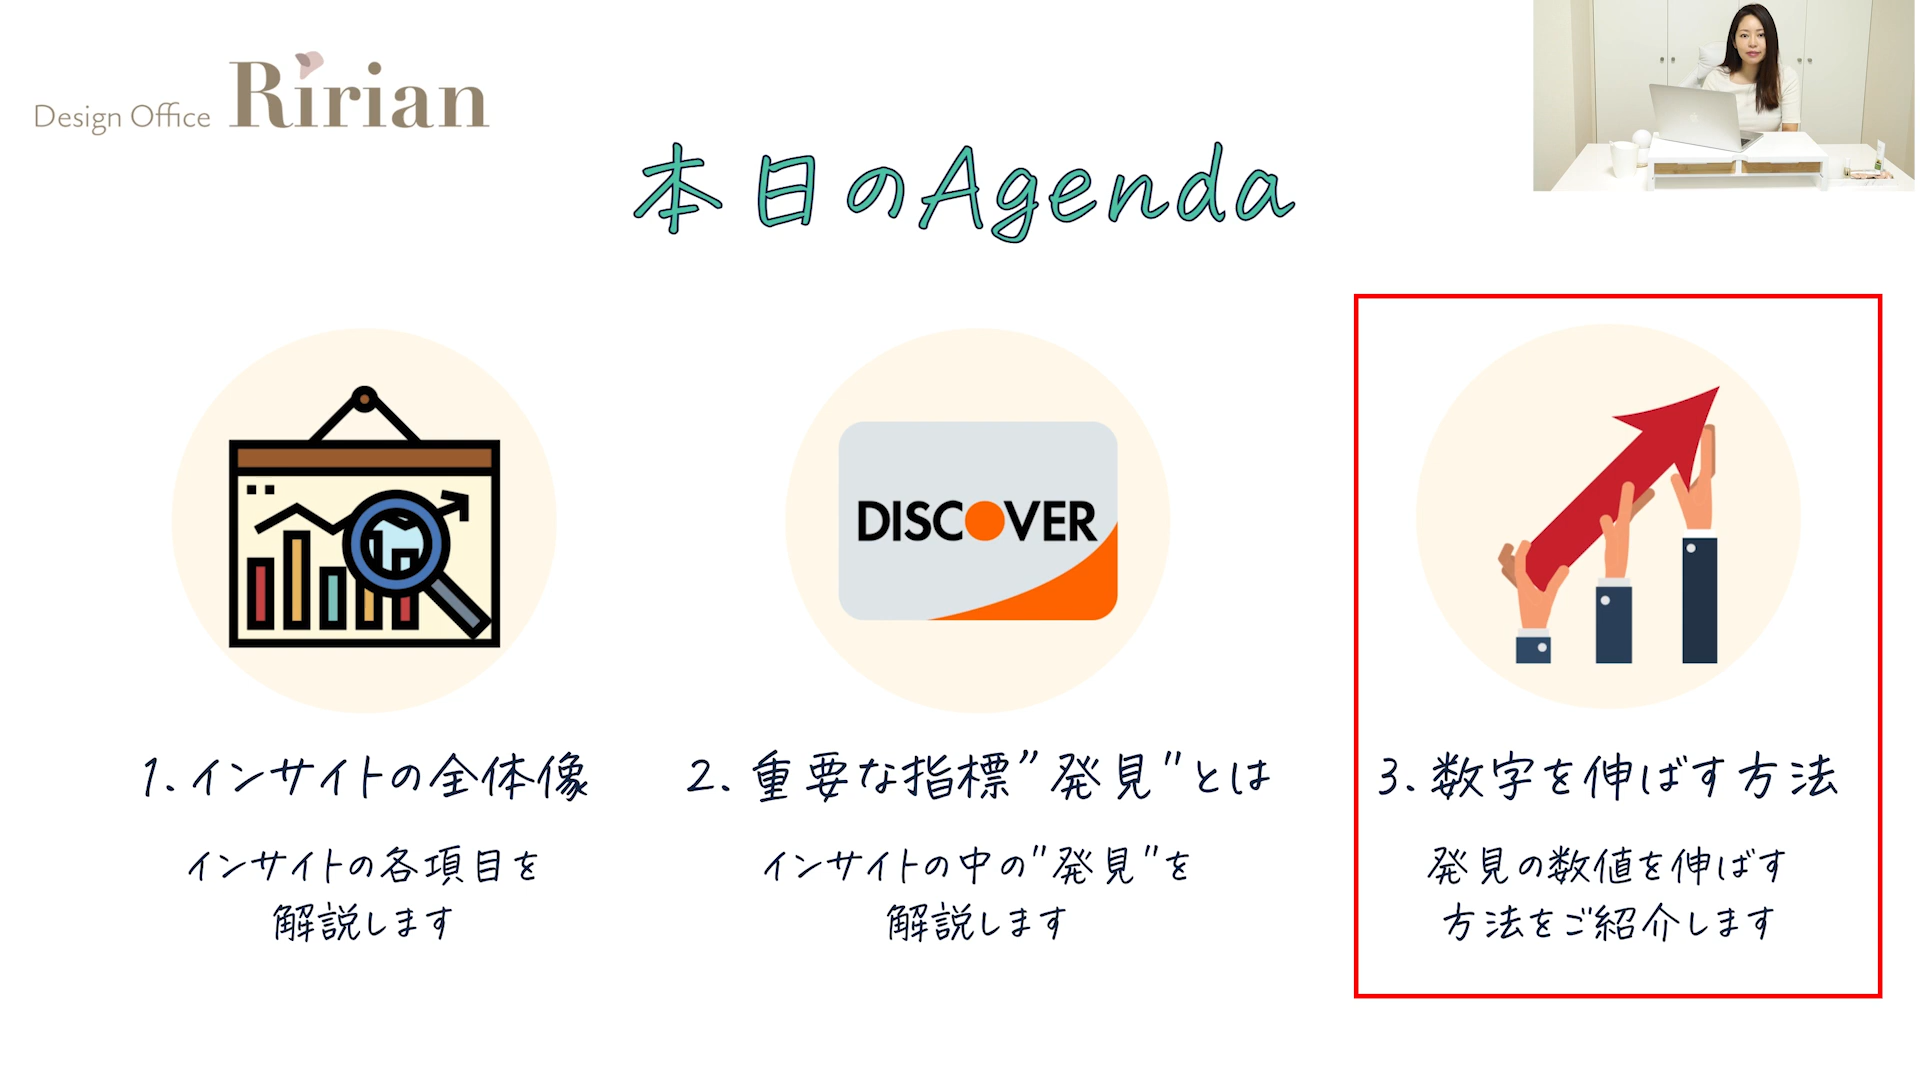 Design Office Ririan
本日のAgenda
DISCOVER
1.インサイトの全体像
インサイトの各項目を
解説します
2.重要な指標”発見"とは
インサイトの中の"発見"を
解説します
3.数字を伸ばす方法
発見の数値を伸ばす
方法をご紹介します